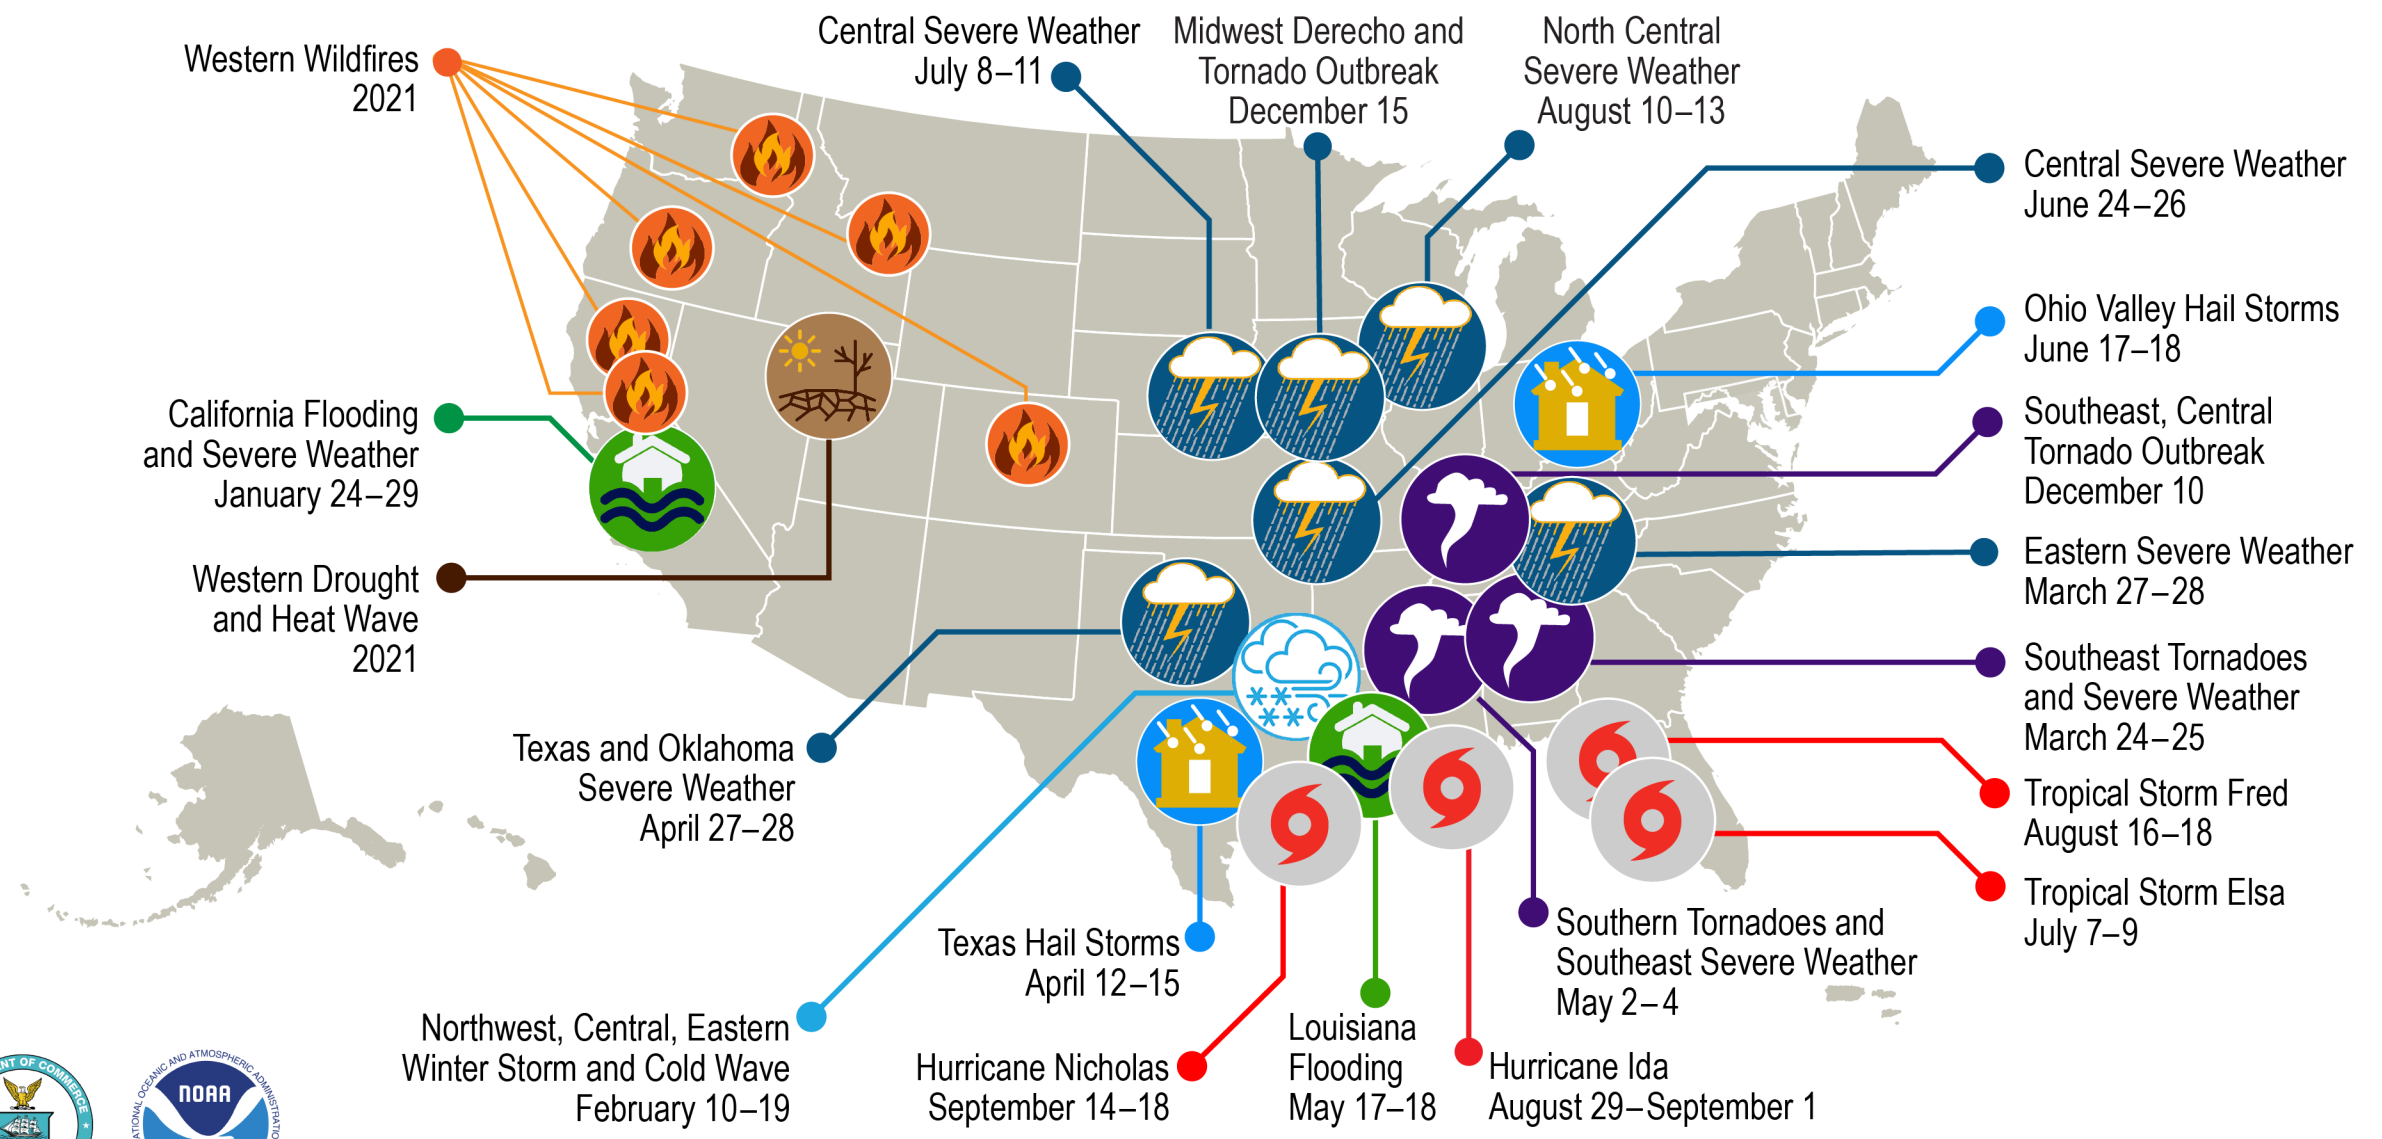 Western Wildfires
2021
Central Severe Weather
July 8–11
Midwest Derecho and
Tornado Outbreak
December 15
North Central
Severe Weather
August 10–13
Central Severe Weather
June 24–26
Ohio Valley Hail Storms
June 17–18
California Flooding
and Severe Weather
January 24–29
Southeast, Central
Tornado Outbreak
December 10
Western Drought
and Heat Wave
2021
Eastern Severe Weather
March 27–28
Southeast Tornadoes
and Severe Weather
March 24–25
Texas and Oklahoma
Severe Weather
April 27–28
Tropical Storm Fred
August 16–18
Tropical Storm Elsa
July 7–9
Texas Hail Storms
April 12–15
Southern Tornadoes and
Southeast Severe Weather
May 2–4
Northwest, Central, Eastern
Winter Storm and Cold Wave
February 10–19
Hurricane Nicholas
September 14–18
Louisiana
Flooding
May 17–18
Hurricane Ida
August 29–September 1
OF COMMERCE
OCEANIC AND ATMOSPHERIC
NOAA